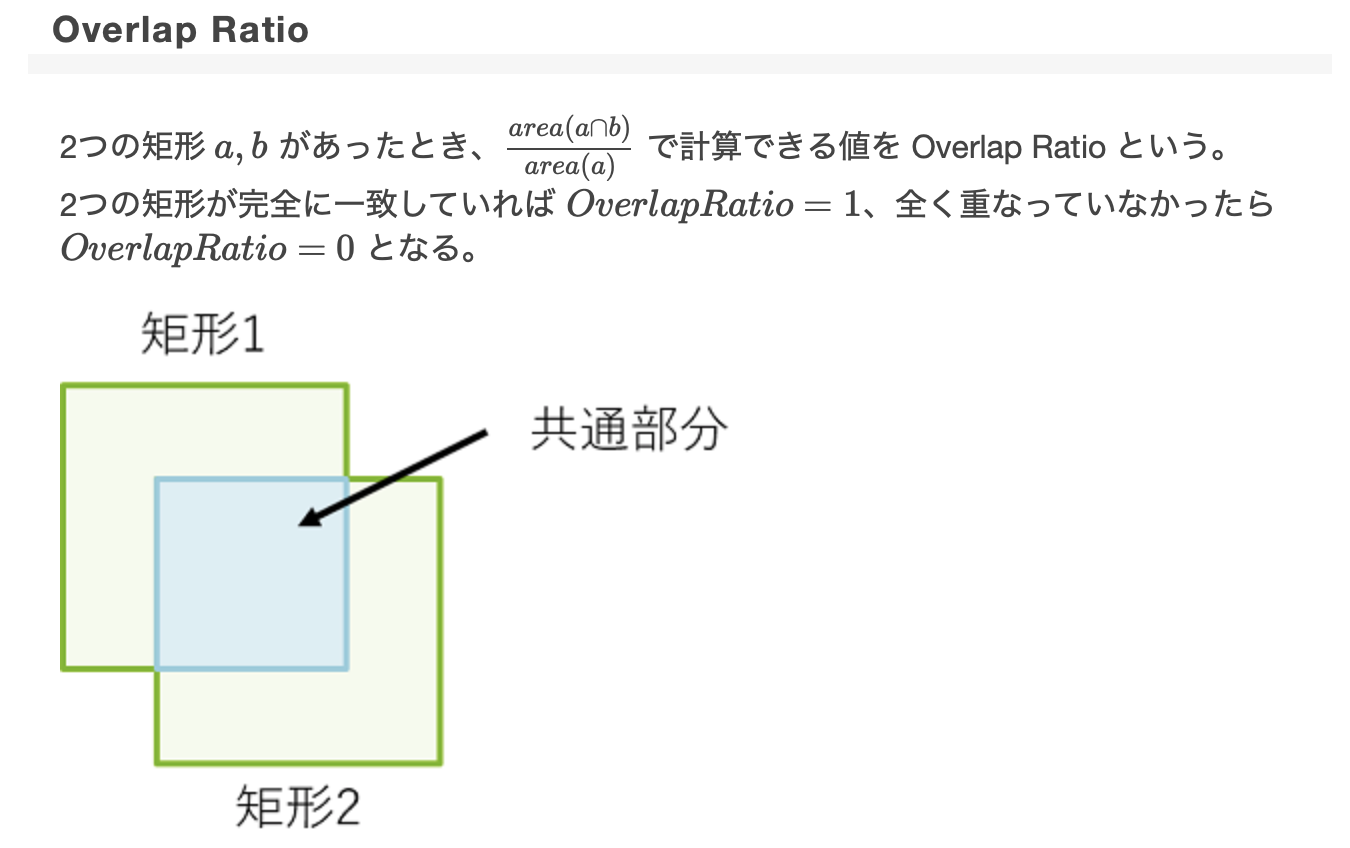 Overlap Ratio
2つの矩形 a, b があったとき、 area(a∩b)/area(a) で計算できる値を Overlap Ratio という。
2つの矩形が完全に一致していれば OverlapRatio = 1、全く重なっていなかったら
OverlapRatio = 0 となる。
矩形1
共通部分
矩形2